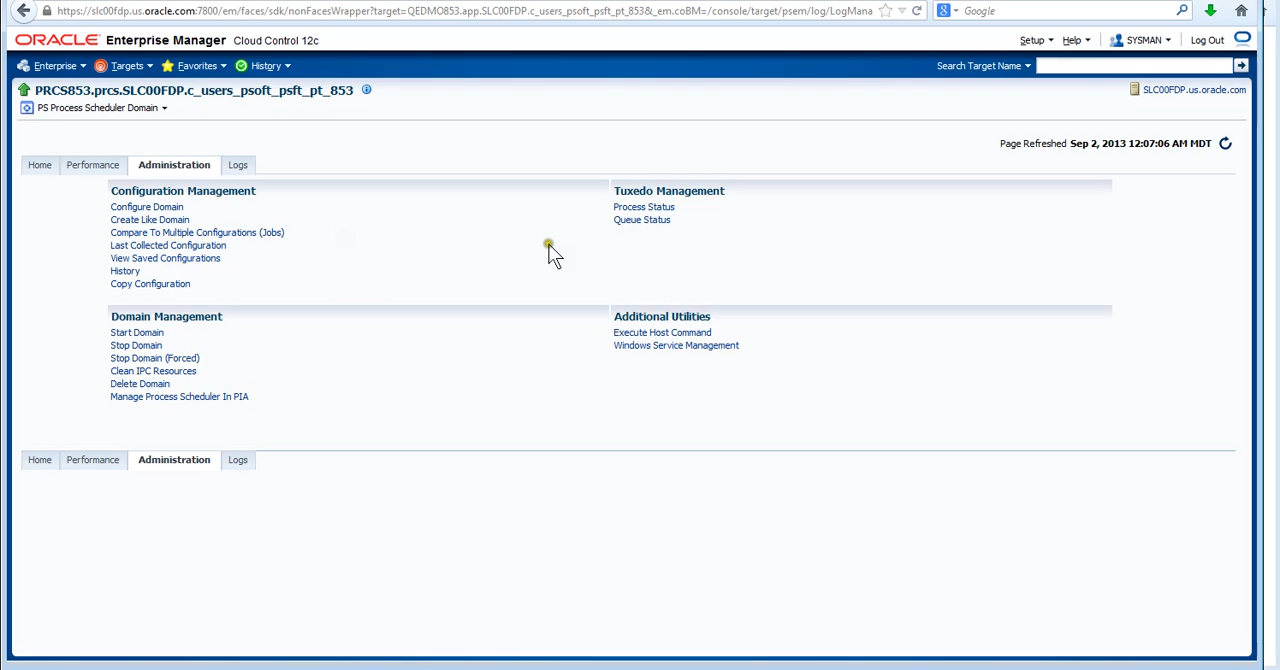 https://slc00fdp.us.oracle.com:7800/em/faces/sdk/nonFacesWrapper?target=QEDMO853.app.SLC00FDP.c_users_psoft_psft_pt_853&_em.coBM=/console/target/psem/log/LogMana
Google
ORACLE Enterprise Manager Cloud Control 12c
Setup Help SYSMAN Log Out
Enterprise Targets Favorites History Search Target Name
PRCS853.prcs.SLC00FDP.c_users_psoft_psft_pt_853
SLC00FDP.us.oracle.com
PS Process Scheduler Domain
Page Refreshed Sep 2, 2013 12:07:06 AM MDT
Home Performance Administration Logs
Configuration Management
Configure Domain
Create Like Domain
Compare To Multiple Configurations (Jobs)
Last Collected Configuration
View Saved Configurations
History
Copy Configuration
Tuxedo Management
Process Status
Queue Status
Domain Management
Start Domain
Stop Domain
Stop Domain (Forced)
Clean IPC Resources
Delete Domain
Manage Process Scheduler In PIA
Additional Utilities
Execute Host Command
Windows Service Management
Home Performance Administration Logs